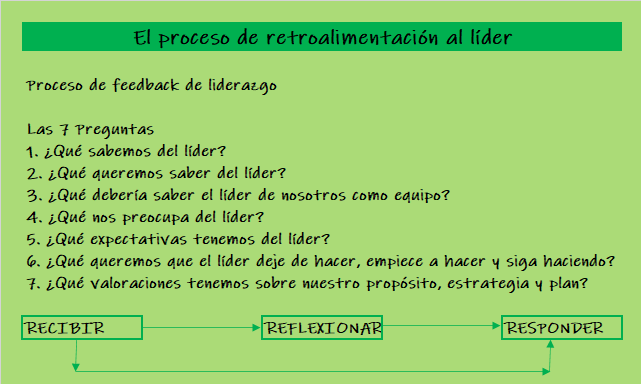 El proceso de retroalimentación al líder
Proceso de feedback de liderazgo
Las 7 Preguntas
1. ¿Qué sabemos del líder?
2. ¿Qué queremos saber del líder?
3. ¿Qué debería saber el líder de nosotros como equipo?
4. ¿Qué nos preocupa del líder?
5. ¿Qué expectativas tenemos del líder?
6. ¿Qué queremos que el líder deje de hacer, empiece a hacer y siga haciendo?
7. ¿Qué valoraciones tenemos sobre nuestro propósito, estrategia y plan?
RECIBIR REFLEXIONAR RESPONDER